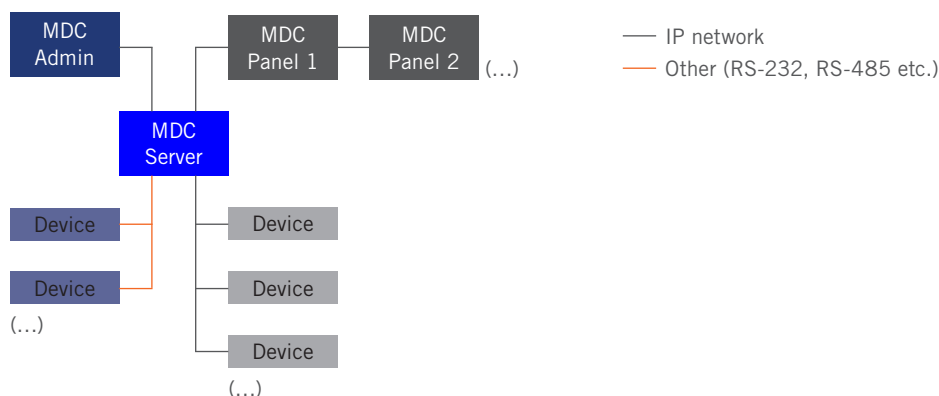 MDC
Admin
MDC
Panel 1
MDC
Panel 2
(...)
IP network
Other (RS-232, RS-485 etc.)
MDC
Server
Device
Device
(...)
Device
Device
Device
(...)